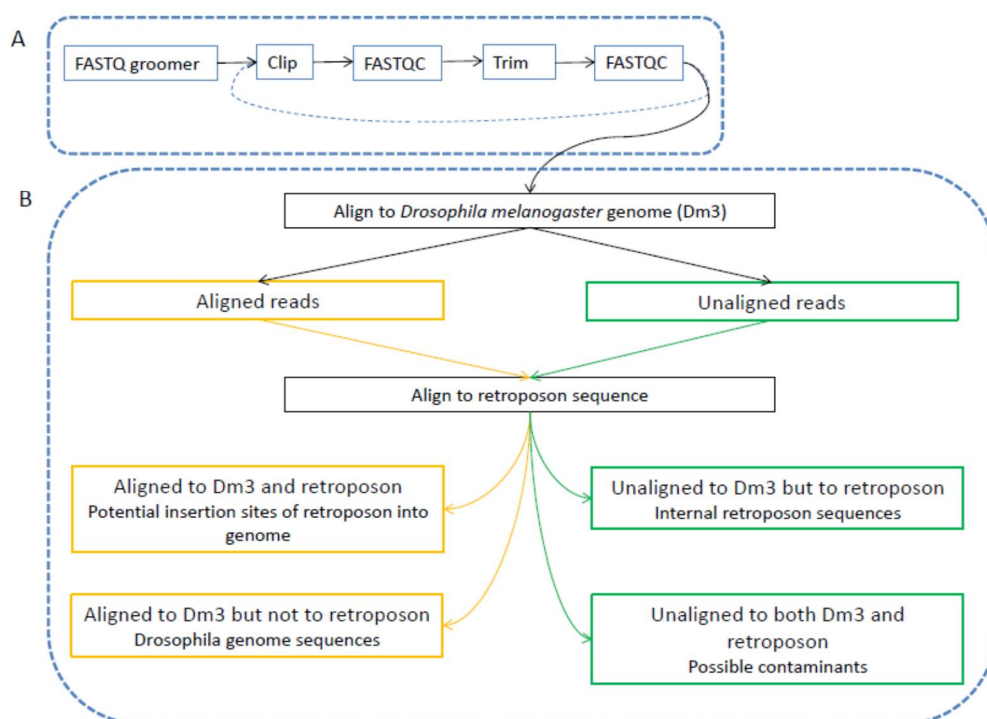 A
FASTQ groomer
Clip
FASTQC
Trim
FASTQC
B
Align to Drosophila melanogaster genome (Dm3)
Aligned reads
Unaligned reads
Align to retroposon sequence
Aligned to Dm3 and retroposon
Potential insertion sites of retroposon into
genome
Unaligned to Dm3 but to retroposon
Internal retroposon sequences
Aligned to Dm3 but not to retroposon
Drosophila genome sequences
Unaligned to both Dm3 and
retroposon
Possible contaminants